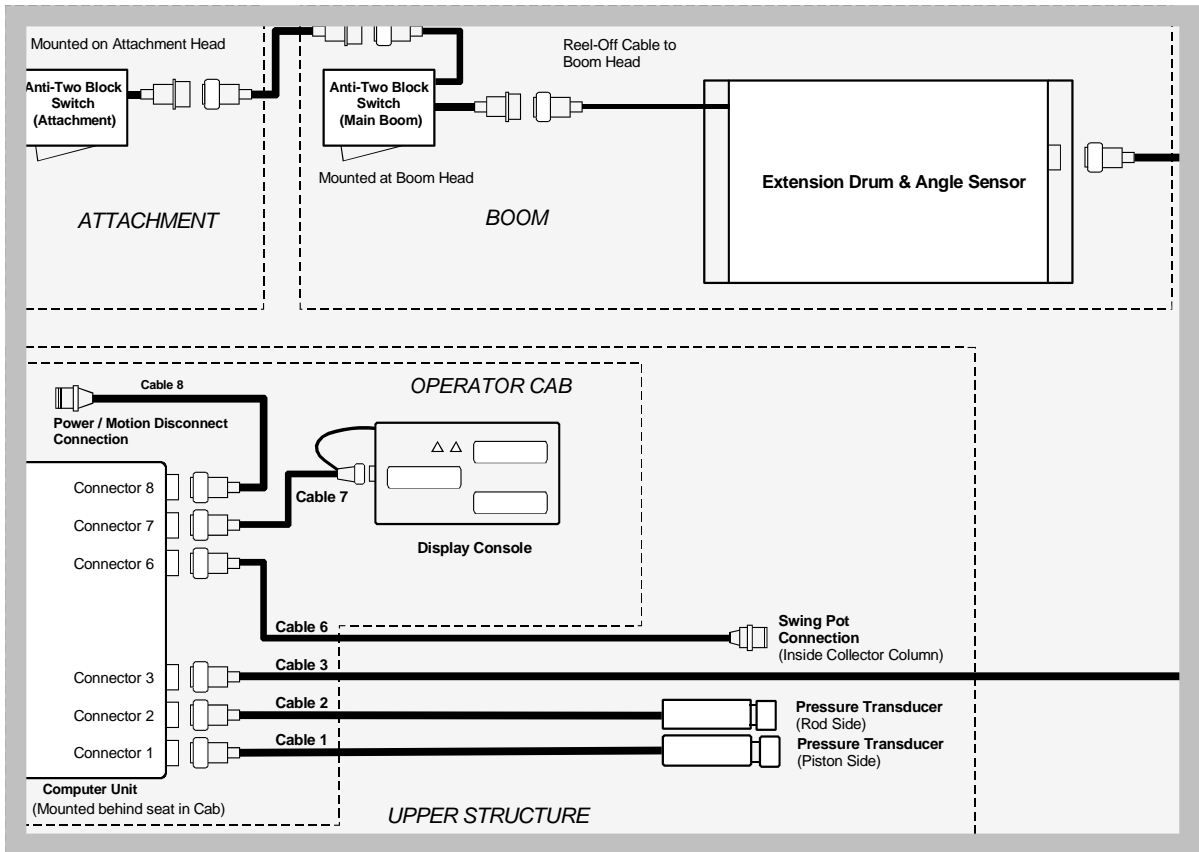 Mounted on Attachment Head
Anti-Two Block
Switch
(Attachment)
ATTACHMENT
Anti-Two Block
Switch
(Main Boom)
Mounted at Boom Head
Reel-Off Cable to
Boom Head
BOOM
Extension Drum & Angle Sensor
OPERATOR CAB
Cable 8
Power / Motion Disconnect
Connection
Connector 8
Connector 7
Connector 6
Cable 7
Display Console
Cable 6
Swing Pot
Connection
(Inside Collector Column)
Connector 3
Cable 3
Connector 2
Cable 2
Pressure Transducer
(Rod Side)
Connector 1
Cable 1
Pressure Transducer
(Piston Side)
Computer Unit
(Mounted behind seat in Cab)
UPPER STRUCTURE